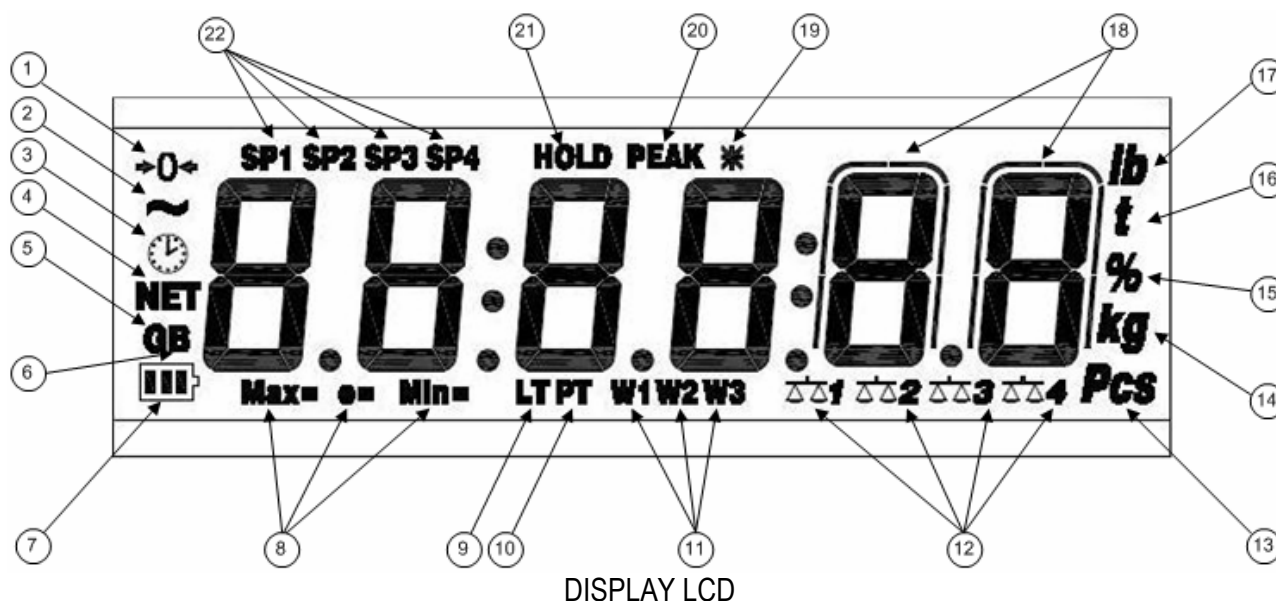 22 21 20 19 18
1
17
2
SP1 SP2 SP3 SP4 HOLD PEAK ✳ lb
→0←
3
16
~ t
4
5
%
15
NET
GB
kg
6
14
Max= e= Min= LT PT W1 W2 W3 1 2 3 4 Pcs
7 8 9 10 11 12 13
DISPLAY LCD